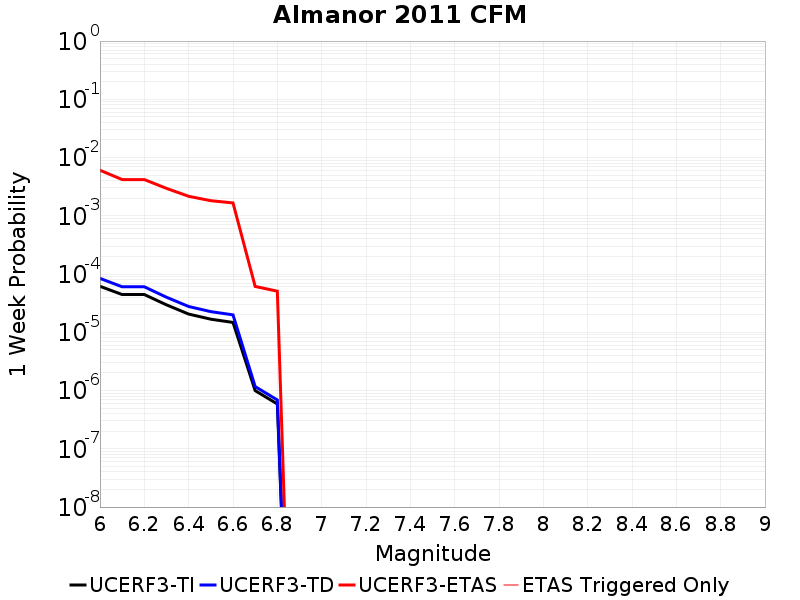 Almanor 2011 CFM
10^0
10^-1
10^-2
10^-3
10^-4
10^-5
10^-6
10^-7
10^-8
1 Week Probability
6 6.2 6.4 6.6 6.8 7 7.2 7.4 7.6 7.8 8 8.2 8.4 8.6 8.8 9
Magnitude
UCERF3-TI UCERF3-TD UCERF3-ETAS ETAS Triggered Only